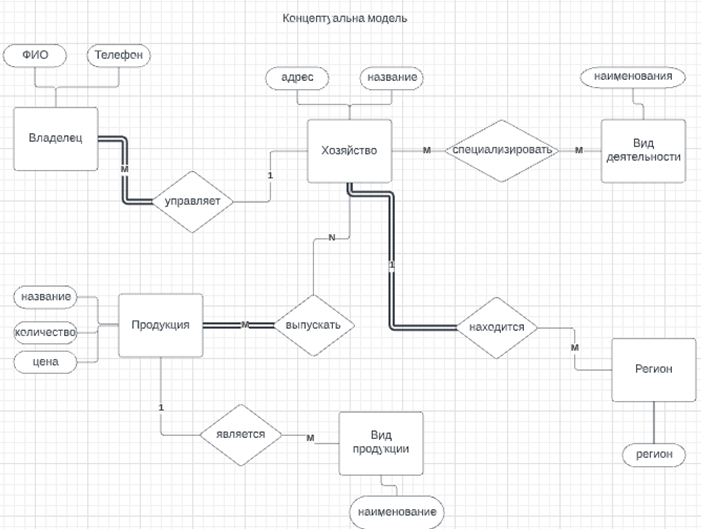 Концептуальна модель
ФИО
Телефон
адрес
название
наименования
Владелец
Хозяйство
М
специализировать
М
Вид
деятельности
М
1
управляет
N
1
название
количество
цена
Продукция
М
выпускать
находится
М
Регион
1
является
М
Вид
продукции
регион
наименование